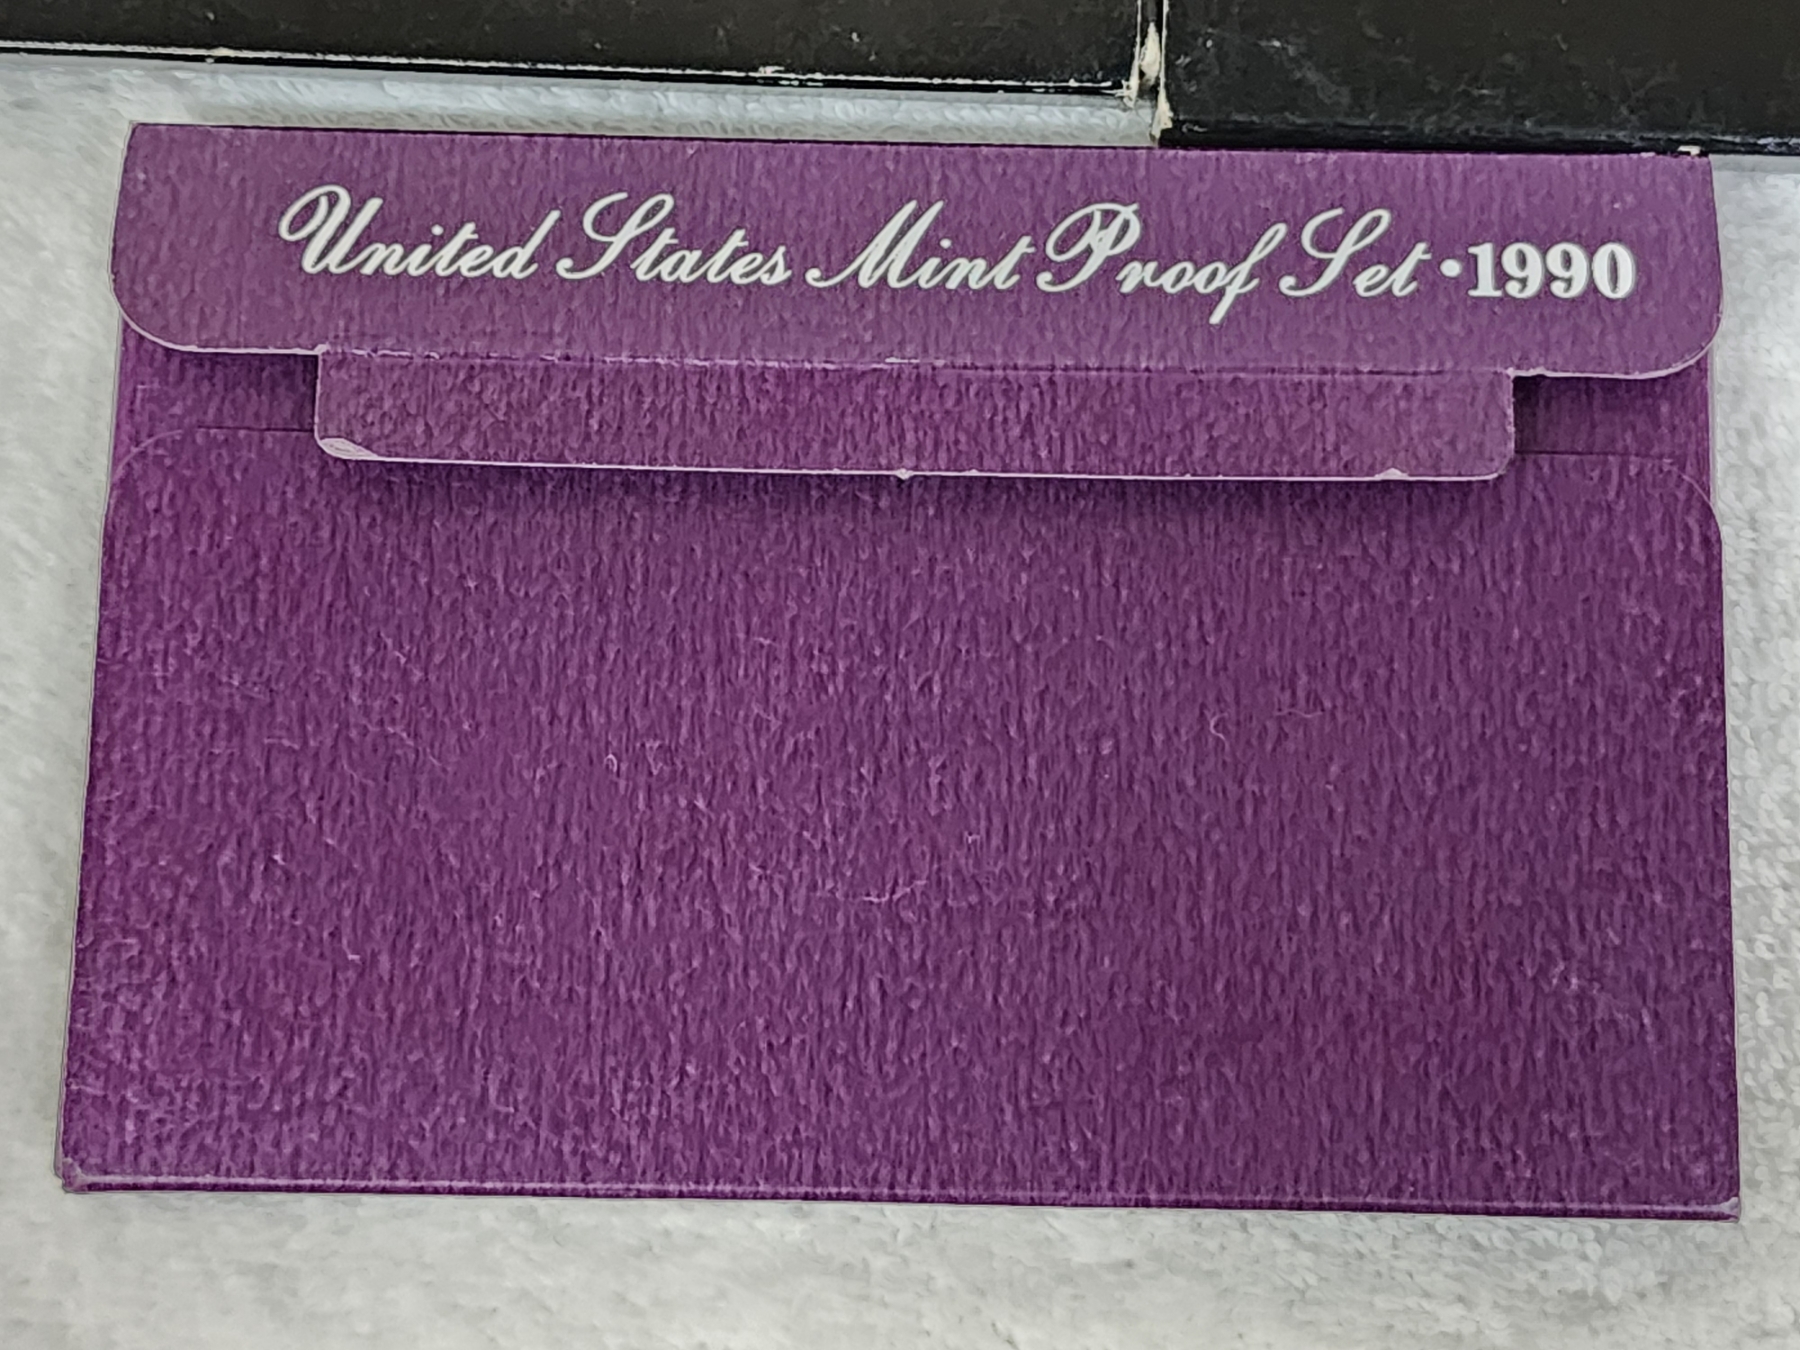 United States Mint Proof Set • 1990